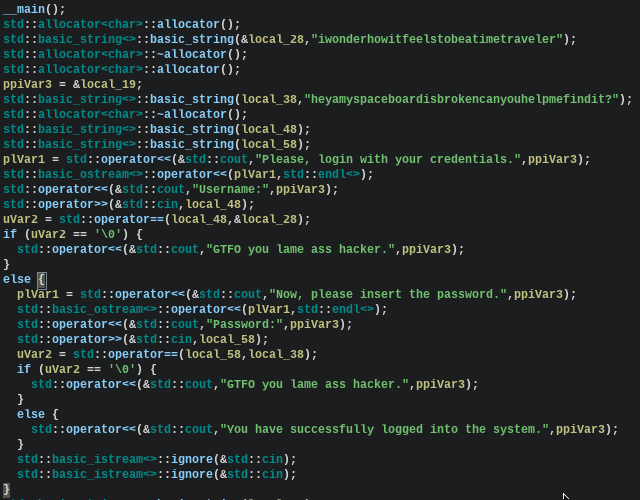 __main();
std::allocator<char>::allocator();
std::basic_string<>::basic_string(&local_28,"iwonderhowitfeelstobeatimetraveler");
std::allocator<char>::~allocator();
std::allocator<char>::allocator();
ppiVar3 = &local_19;
std::basic_string<>::basic_string(local_38,"heyamyspaceboardisbrokencanyouhelpmefindit?");
std::allocator<char>::~allocator();
std::basic_string<>::basic_string(local_48);
std::basic_string<>::basic_string(local_58);
plVar1 = std::operator<<(&std::cout,"Please, login with your credentials.",ppiVar3);
std::basic_ostream<>::operator<<(plVar1,std::endl<>);
std::operator<<(&std::cout,"Username:",ppiVar3);
std::operator>>(&std::cin,local_48);
uVar2 = std::operator==(local_48,&local_28);
if (uVar2 == '\0') {
  std::operator<<(&std::cout,"GTFO you lame ass hacker.",ppiVar3);
}
else {
  plVar1 = std::operator<<(&std::cout,"Now, please insert the password.",ppiVar3);
  std::basic_ostream<>::operator<<(plVar1,std::endl<>);
  std::operator<<(&std::cout,"Password:",ppiVar3);
  std::operator>>(&std::cin,local_58);
  uVar2 = std::operator==(local_58,local_38);
  if (uVar2 == '\0') {
    std::operator<<(&std::cout,"GTFO you lame ass hacker.",ppiVar3);
  }
  else {
    std::operator<<(&std::cout,"You have successfully logged into the system.",ppiVar3);
  }
  std::basic_istream<>::ignore(&std::cin);
  std::basic_istream<>::ignore(&std::cin);
}